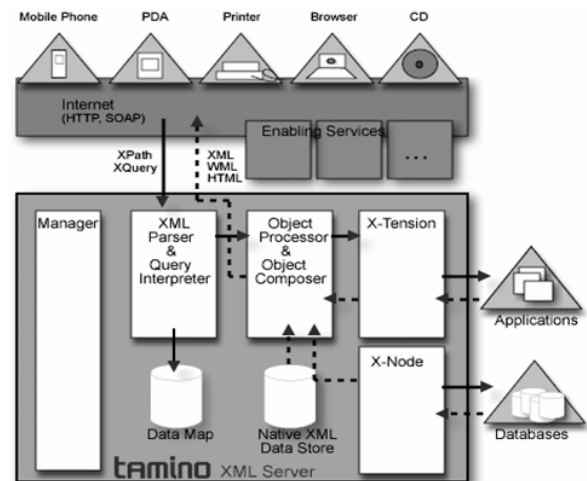 Mobile Phone PDA Printer Browser CD
Internet
(HTTP, SOAP)
Enabling Services
...
XPath
XQuery
XML
WML
HTML
Manager
XML
Parser
&
Query
Interpreter
Object
Processor
&
Object
Composer
X-Tension
Applications
X-Node
Databases
Data Map
Native XML
Data Store
tamino XML Server